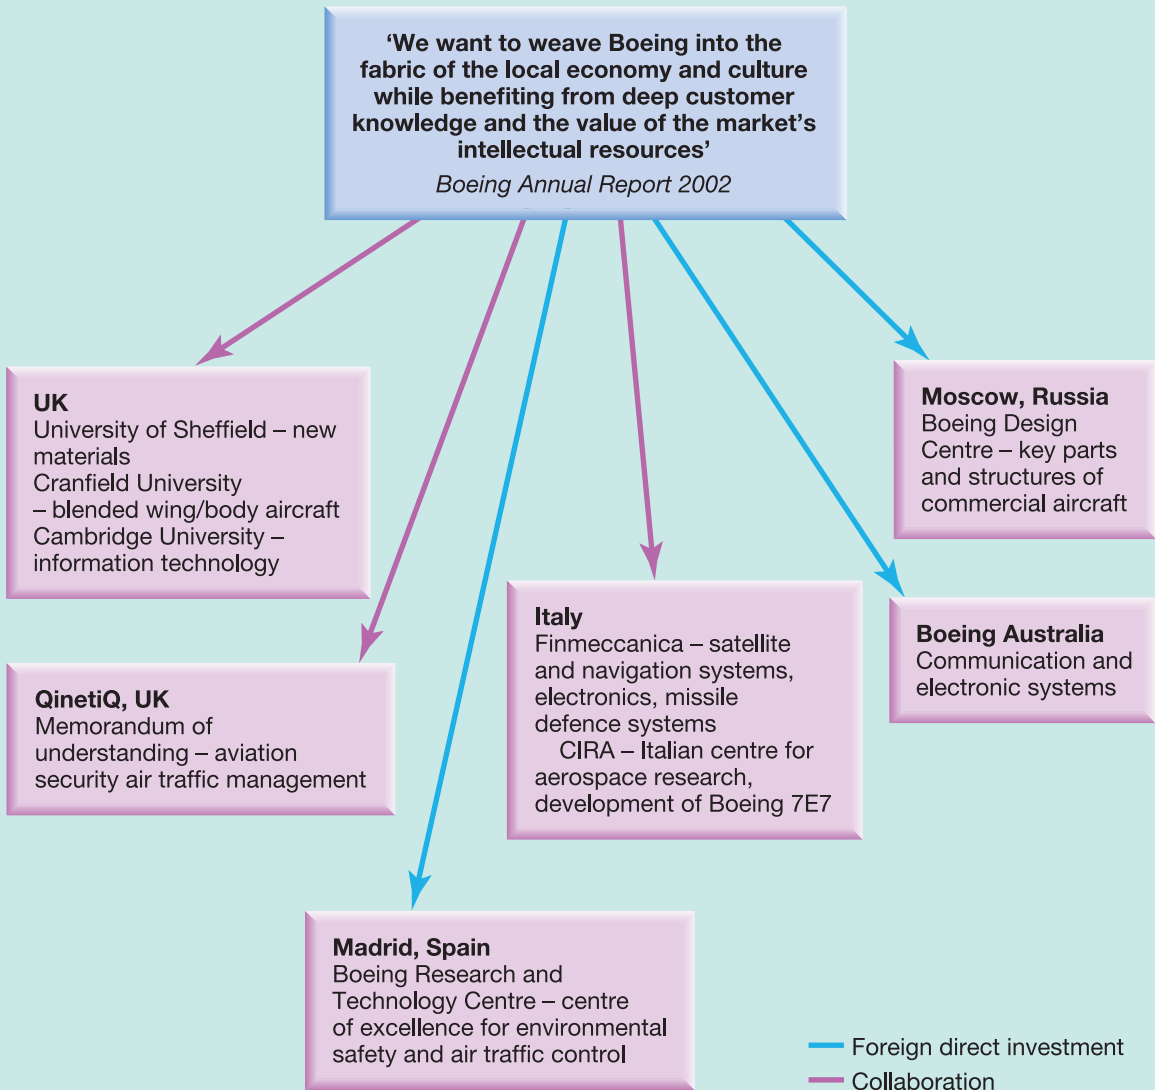 ‘We want to weave Boeing into the
fabric of the local economy and culture
while benefiting from deep customer
knowledge and the value of the market’s
intellectual resources’
Boeing Annual Report 2002
UK
University of Sheffield – new
materials
Cranfield University
– blended wing/body aircraft
Cambridge University –
information technology
QinetiQ, UK
Memorandum of
understanding – aviation
security air traffic management
Madrid, Spain
Boeing Research and
Technology Centre – centre
of excellence for environmental
safety and air traffic control
Italy
Finmeccanica – satellite
and navigation systems,
electronics, missile
defence systems
CIRA – Italian centre for
aerospace research,
development of Boeing 7E7
Moscow, Russia
Boeing Design
Centre – key parts
and structures of
commercial aircraft
Boeing Australia
Communication and
electronic systems
Foreign direct investment
Collaboration